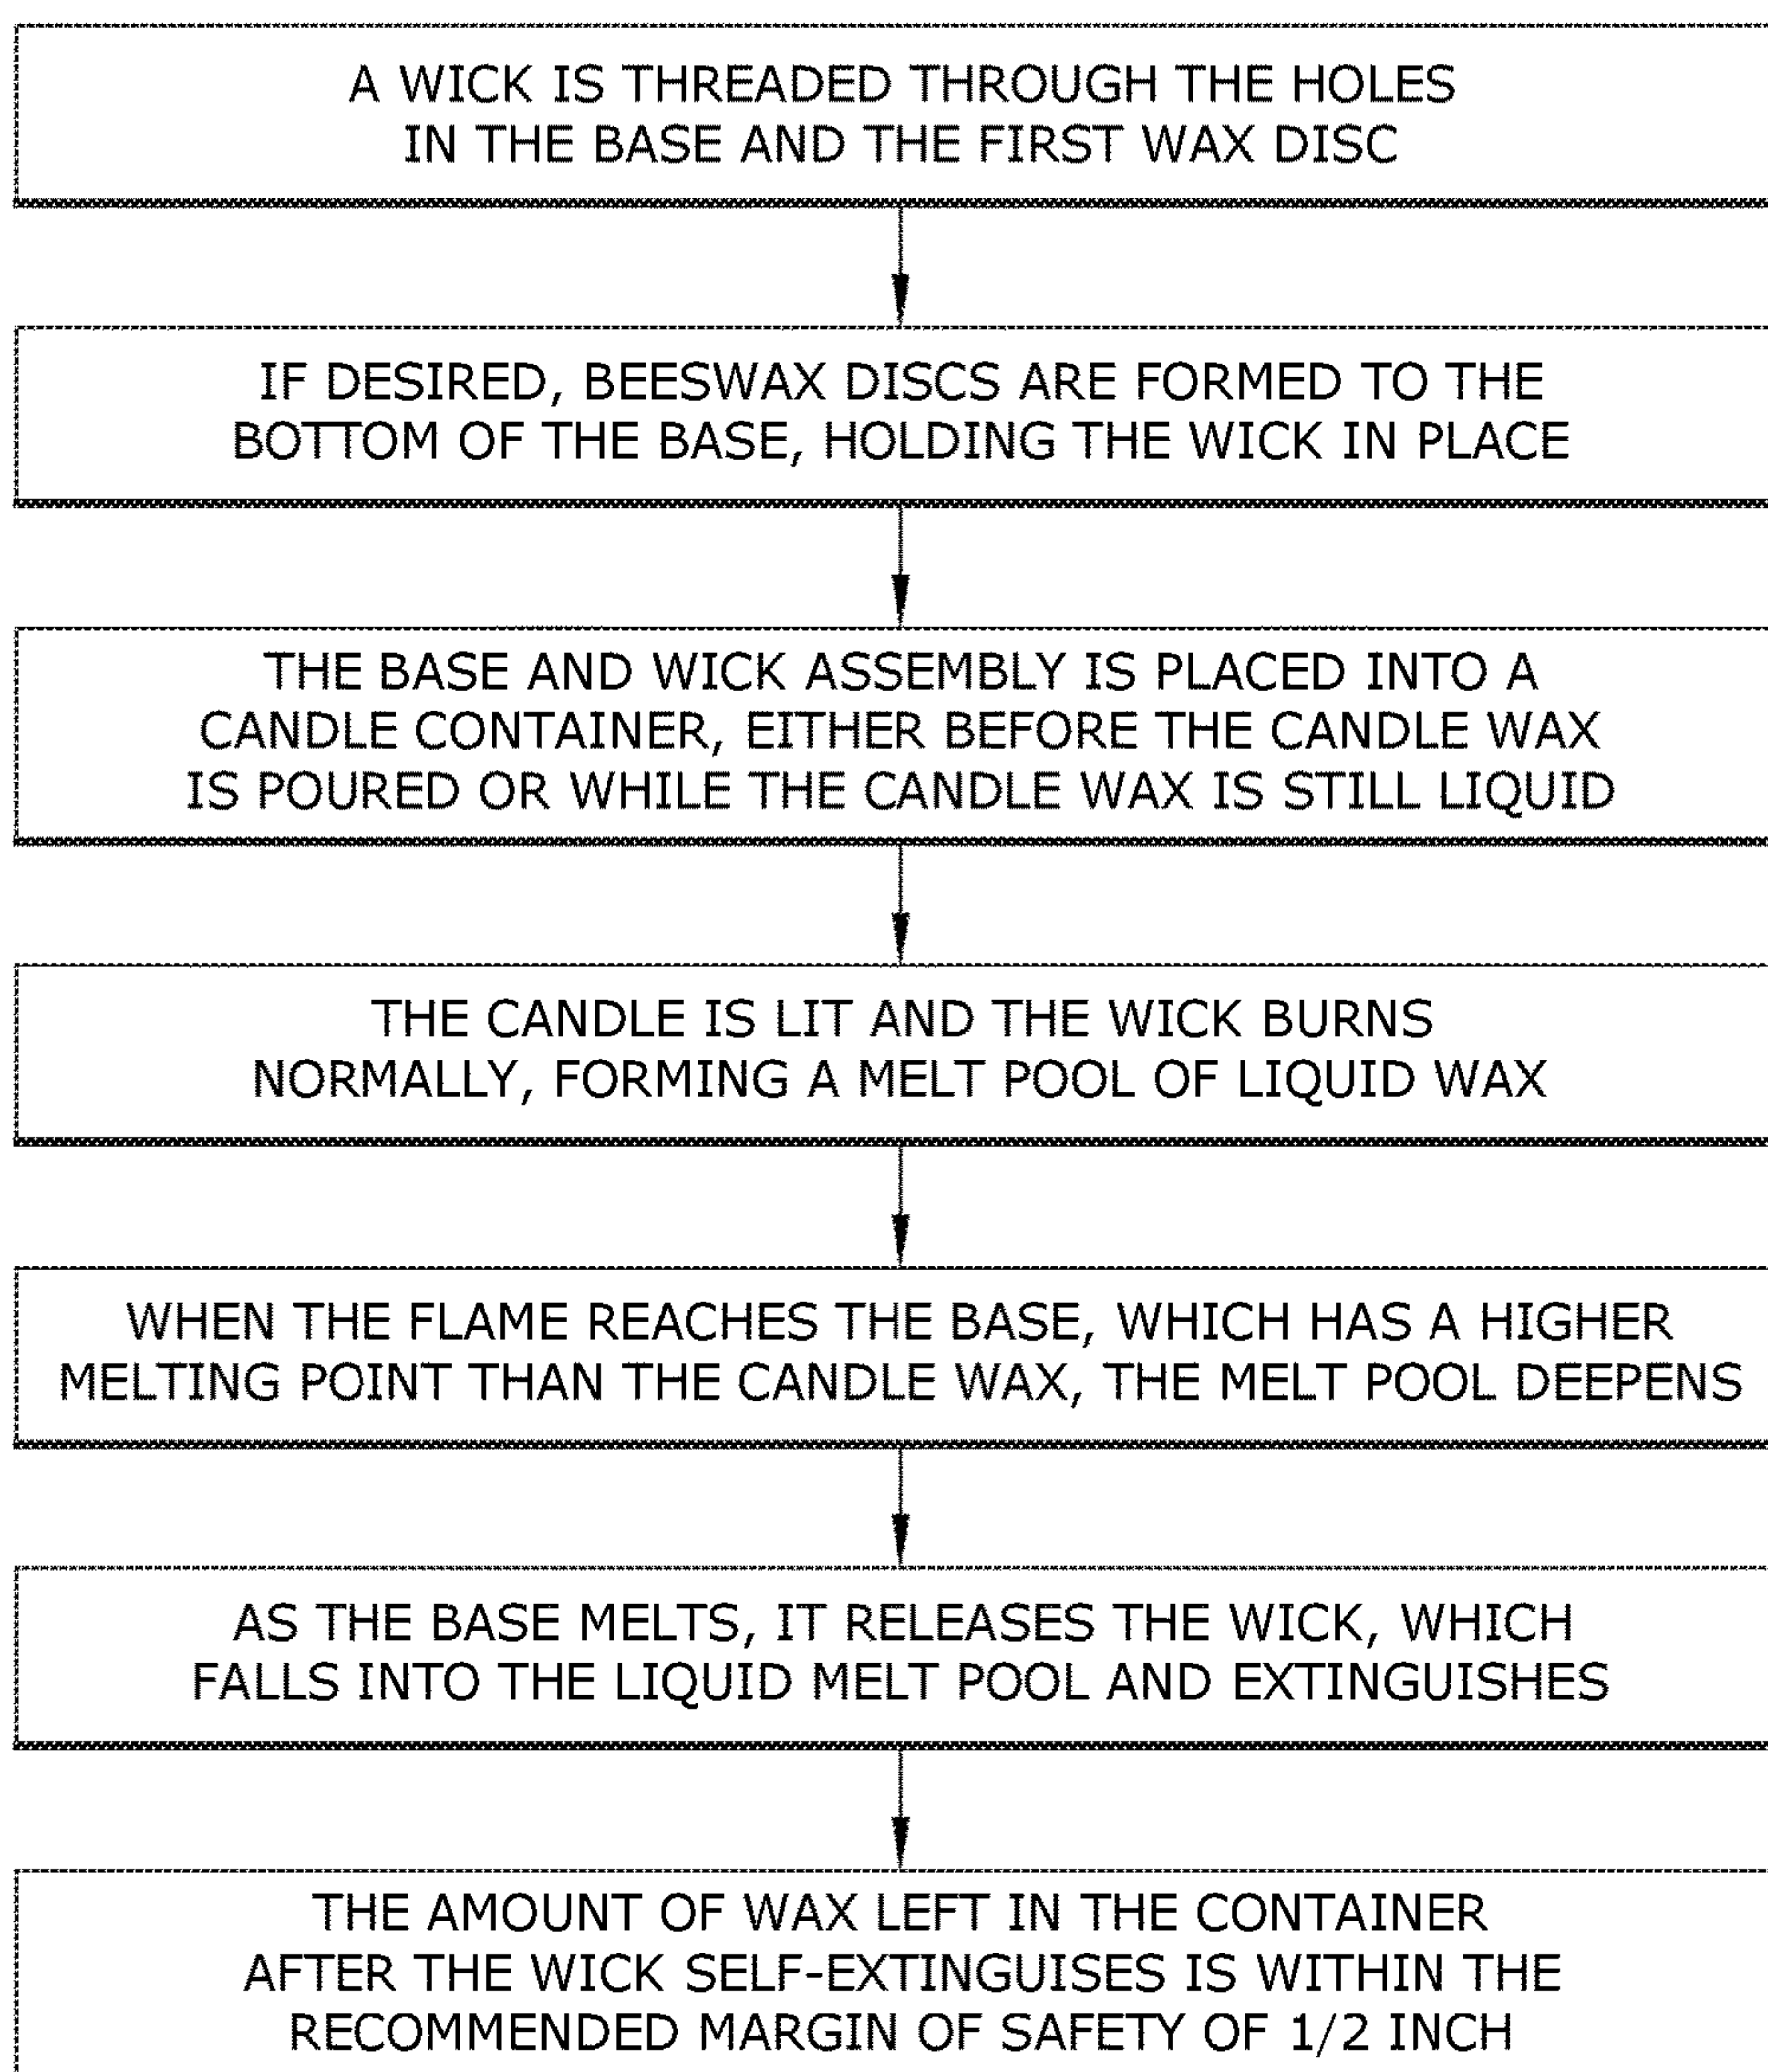 A WICK IS THREADED THROUGH THE HOLES
IN THE BASE AND THE FIRST WAX DISC
IF DESIRED, BEESWAX DISCS ARE FORMED TO THE
BOTTOM OF THE BASE, HOLDING THE WICK IN PLACE
THE BASE AND WICK ASSEMBLY IS PLACED INTO A
CANDLE CONTAINER, EITHER BEFORE THE CANDLE WAX
IS POURED OR WHILE THE CANDLE WAX IS STILL LIQUID
THE CANDLE IS LIT AND THE WICK BURNS
NORMALLY, FORMING A MELT POOL OF LIQUID WAX
WHEN THE FLAME REACHES THE BASE, WHICH HAS A HIGHER
MELTING POINT THAN THE CANDLE WAX, THE MELT POOL DEEPENS
AS THE BASE MELTS, IT RELEASES THE WICK, WHICH
FALLS INTO THE LIQUID MELT POOL AND EXTINGUISHES
THE AMOUNT OF WAX LEFT IN THE CONTAINER
AFTER THE WICK SELF-EXTINGUISES IS WITHIN THE
RECOMMENDED MARGIN OF SAFETY OF 1/2 INCH